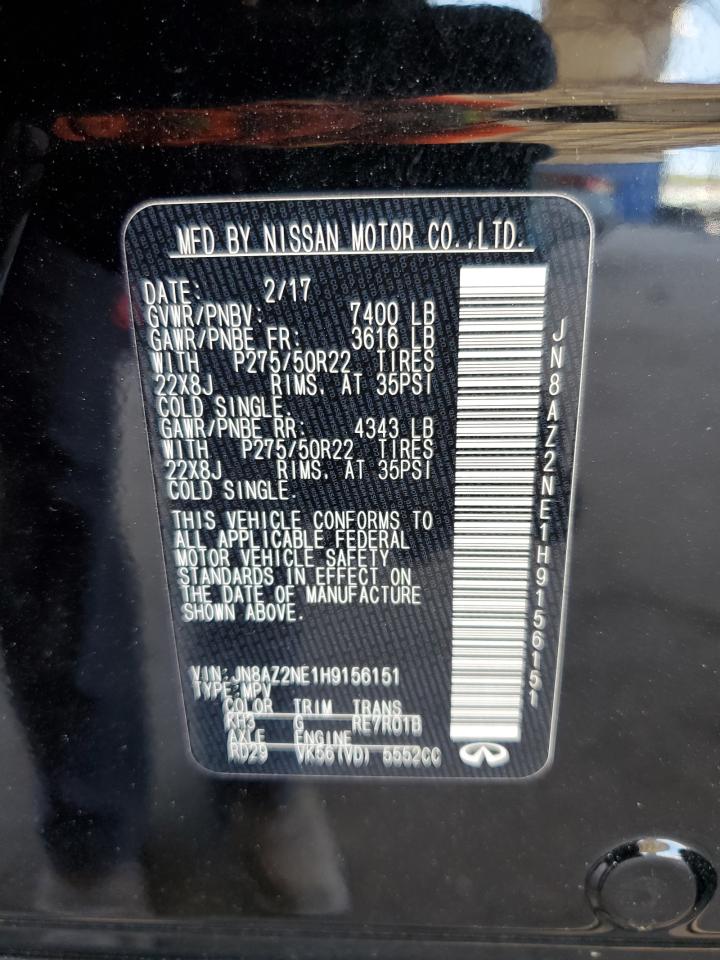 MFD BY NISSAN MOTOR CO.,LTD.
DATE: 2/17
GVWR/PNBV: 7400 LB
GAWR/PNBE FR: 3616 LB
WITH P275/50R22 TIRES
22X8J RIMS, AT 35PSI
COLD SINGLE.
GAWR/PNBE RR: 4343 LB
WITH P275/50R22 TIRES
22X8J RIMS, AT 35PSI
COLD SINGLE.
THIS VEHICLE CONFORMS TO
ALL APPLICABLE FEDERAL
MOTOR VEHICLE SAFETY
STANDARDS IN EFFECT ON
THE DATE OF MANUFACTURE
SHOWN ABOVE.
VIN:JN8AZ2NE1H9156151
TYPE:MPV
COLOR TRIM TRANS
KH3 G RE7R01B
AXLE ENGINE
RD29 VK56(VD) 5552CC
JN8AZ2NE1H9156151